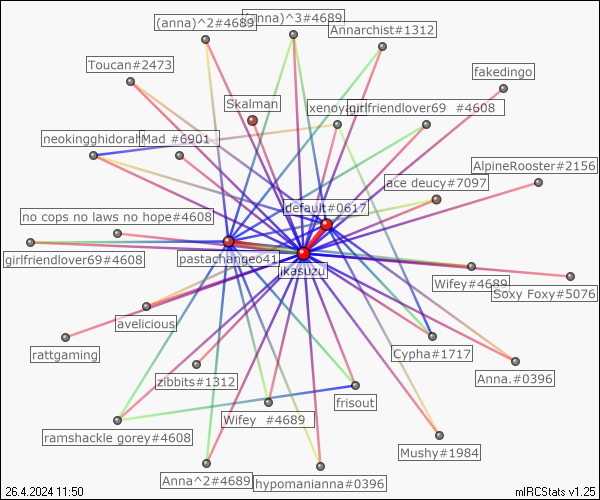 (anna)^2#4689
(anna)^3#4689
Annarchist#1312
Toucan#2473
fakedingo
Skalman
girlfriendlover69 #4608
neokingghidorah
Mad #6901
AlpineRooster#2156
ace deucy#7097
default#0617
no cops no laws no hope#4608
girlfriendlover69#4608
pastachangeo41
ikasuzu
Wifey#4689
Soxy Foxy#5076
avelicious
rattgaming
Cypha#1717
zibbits#1312
Anna.#0396
frisout
Wifey #4689
ramshackle gorey#4608
Mushy#1984
Anna^2#4689
hypomanianna#0396
26.4.2024 11:50
mIRCStats v1.25